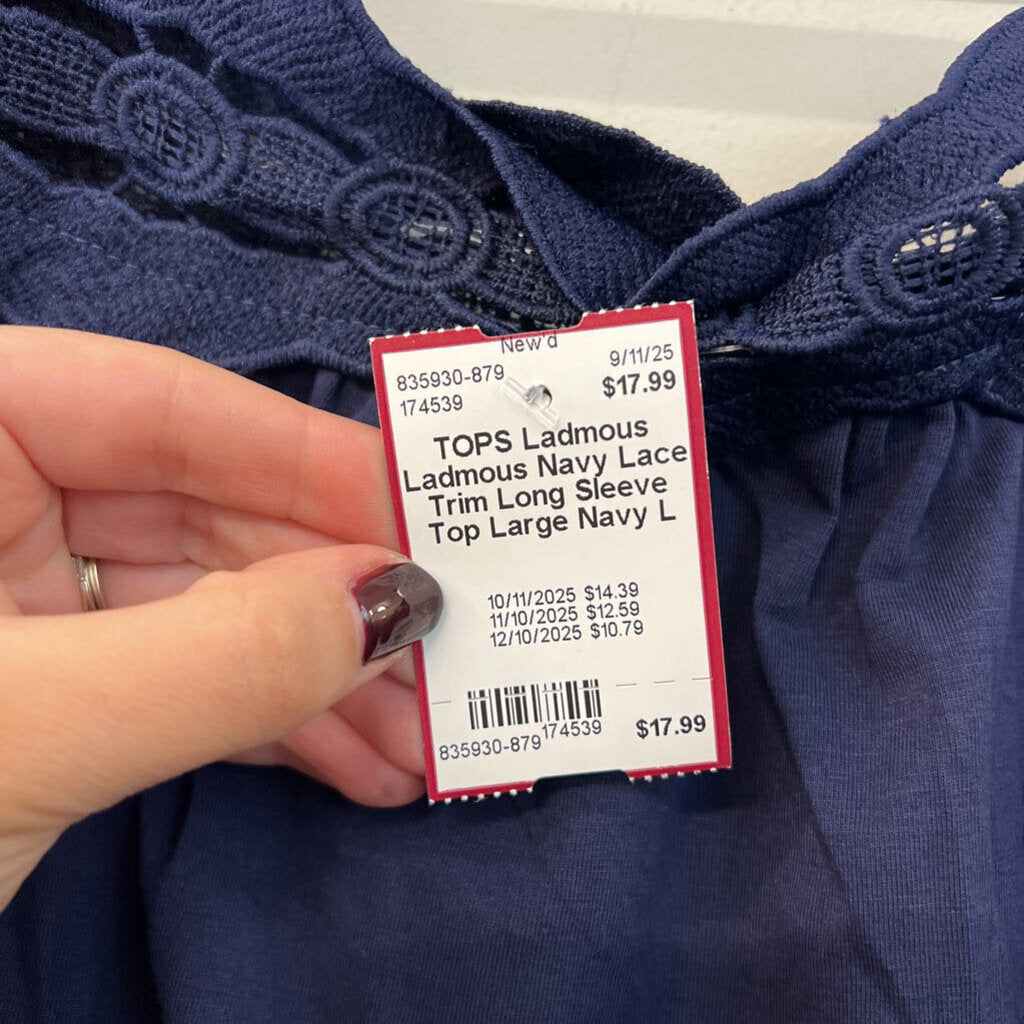 New'd
835930-879 9/11/25
174539 $17.99
TOPS Ladmous
Ladmous Navy Lace
Trim Long Sleeve
Top Large Navy L
10/11/2025 $14.39
11/10/2025 $12.59
12/10/2025 $10.79
835930-879 174539 $17.99